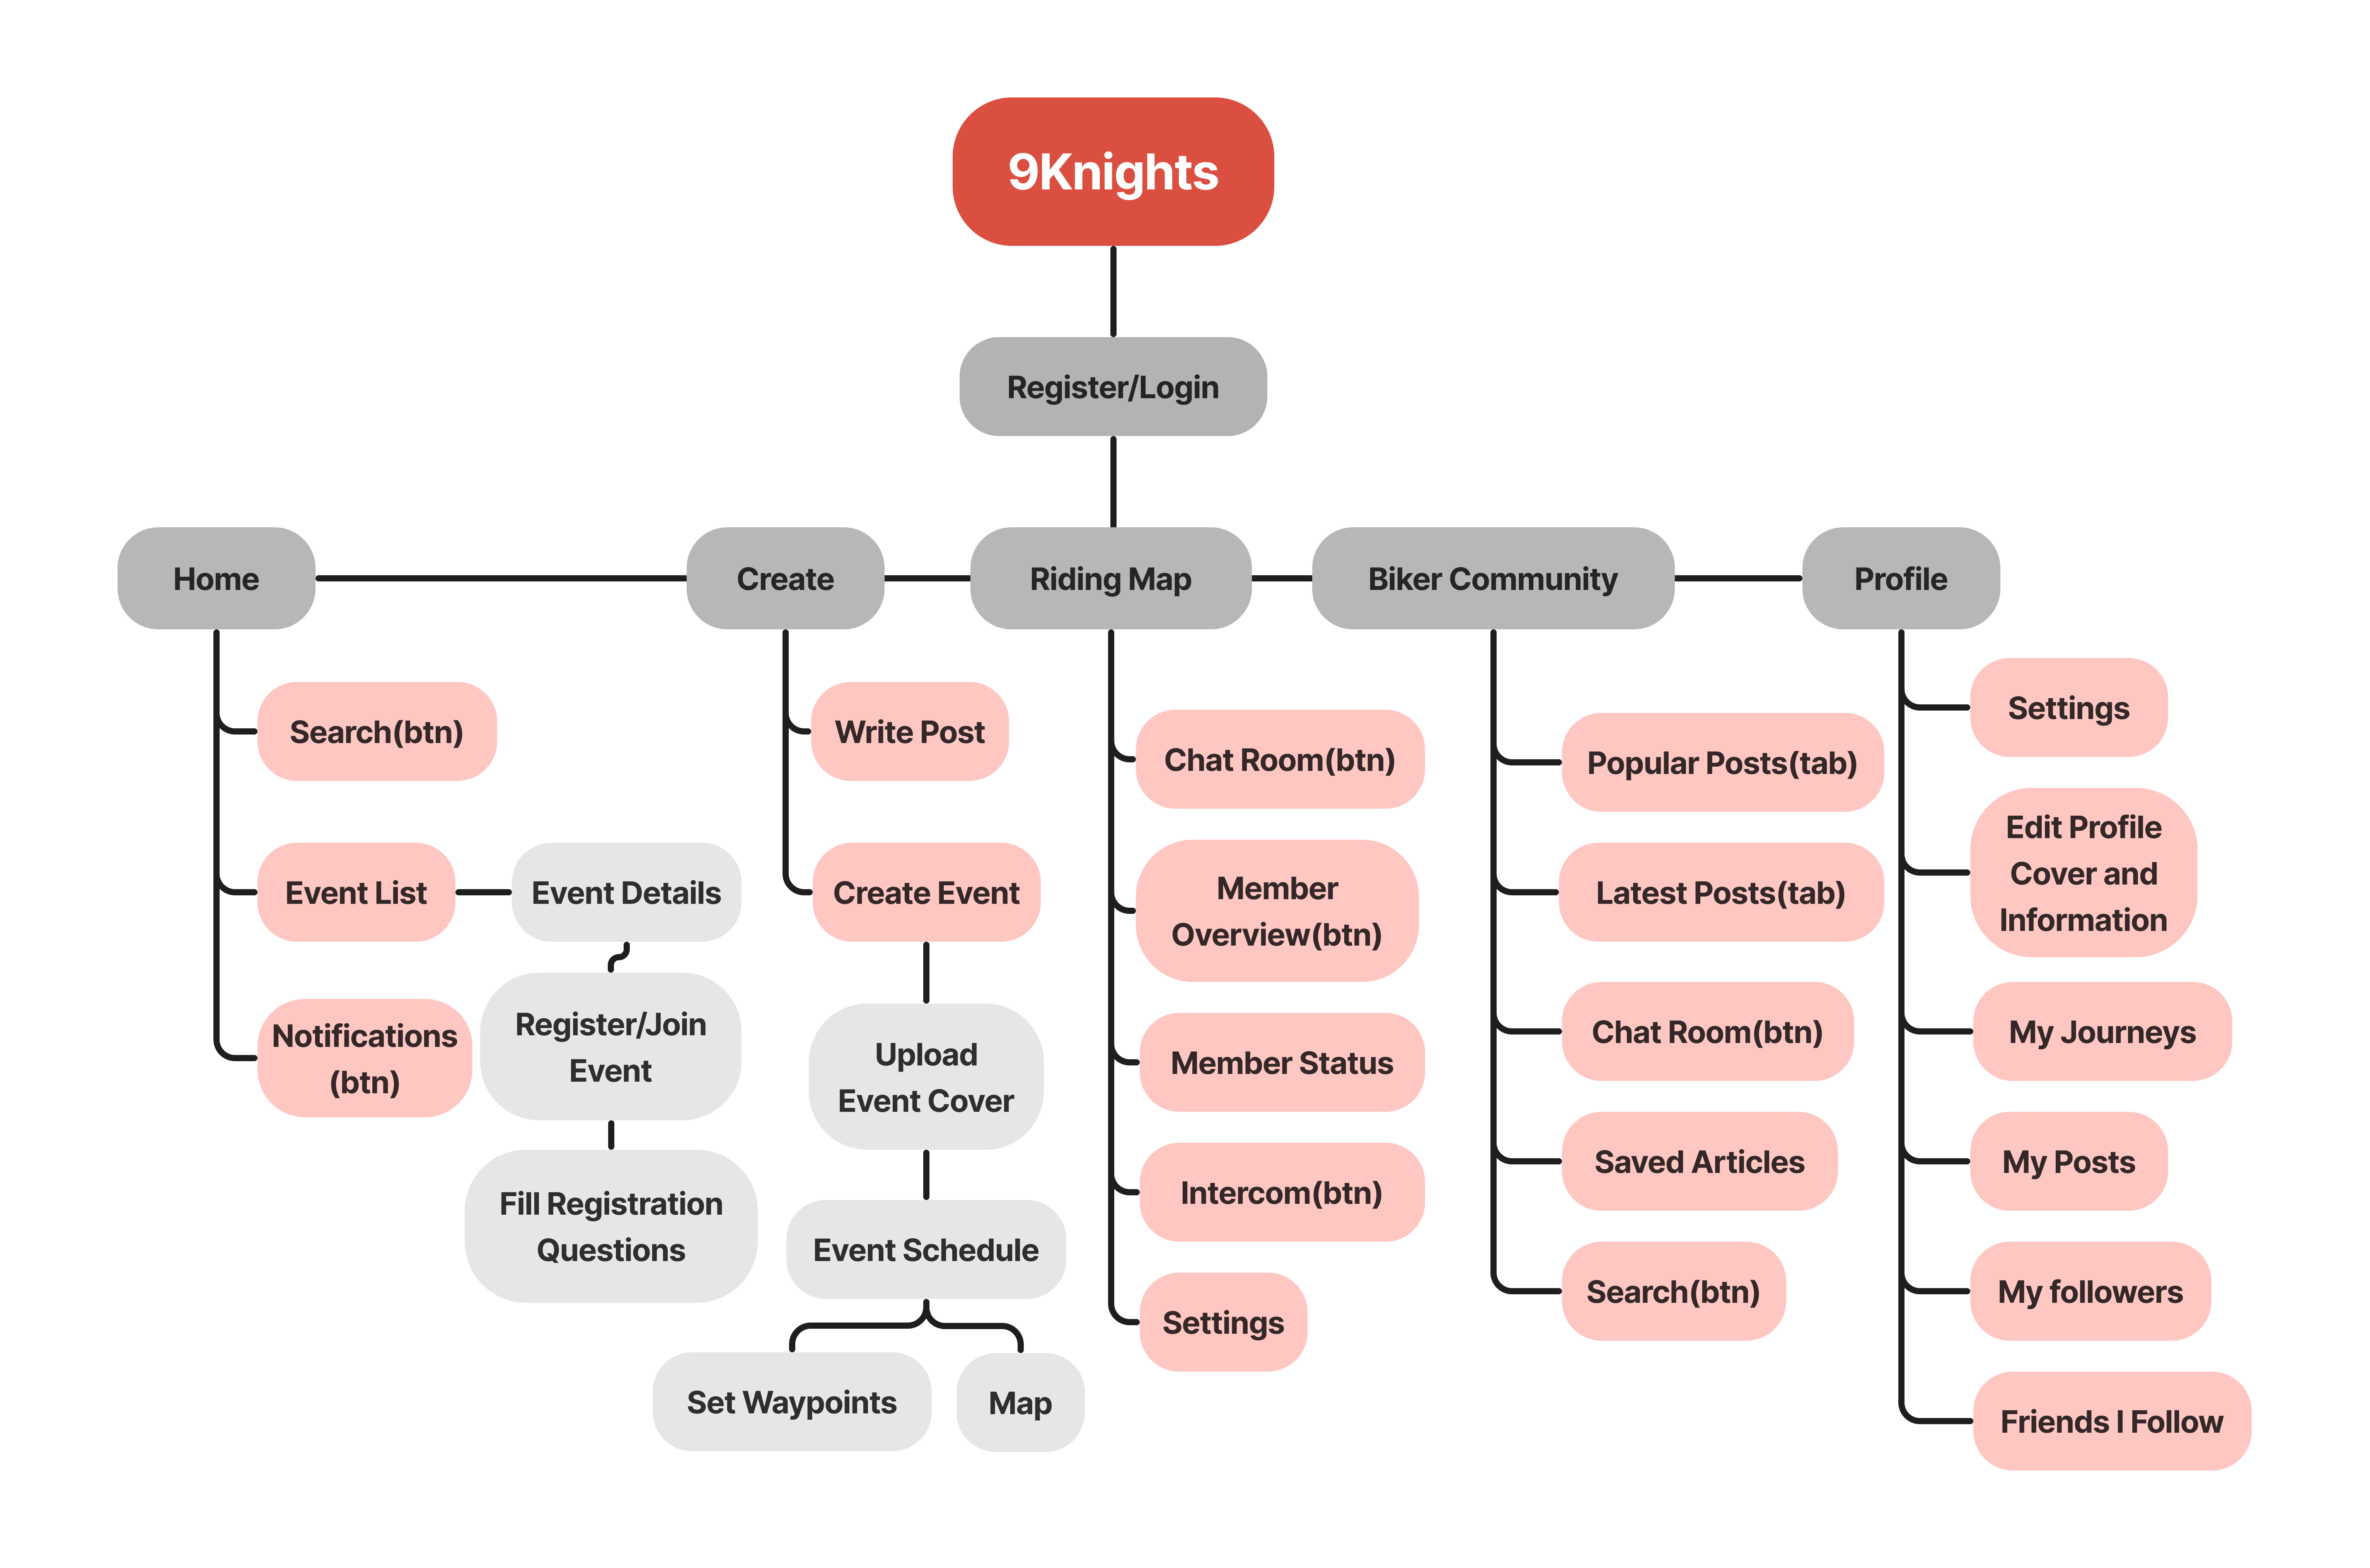 9Knights
Register/Login
Home
Create
Riding Map
Biker Community
Profile
Search(btn)
Event List
Event Details
Notifications
(btn)
Register/Join
Event
Fill Registration
Questions
Write Post
Create Event
Upload
Event Cover
Event Schedule
Set Waypoints
Map
Chat Room(btn)
Member
Overview(btn)
Member Status
Intercom(btn)
Settings
Popular Posts(tab)
Latest Posts(tab)
Chat Room(btn)
Saved Articles
Search(btn)
Settings
Edit Profile
Cover and
Information
My Journeys
My Posts
My followers
Friends I Follow